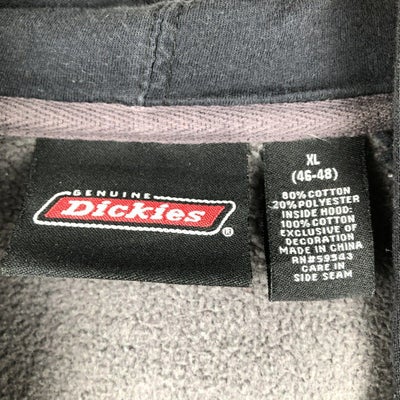 GENUINE
Dickies
®
XL
(46-48)
80% COTTON
20% POLYESTER
INSIDE HOOD:
100% COTTON
EXCLUSIVE OF
DECORATION
MADE IN CHINA
RN#59943
CARE IN
SIDE SEAM